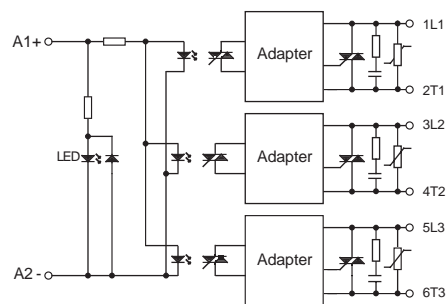 A1+
1L1
Adapter
2T1
3L2
LED
Adapter
4T2
5L3
Adapter
A2 -
6T3